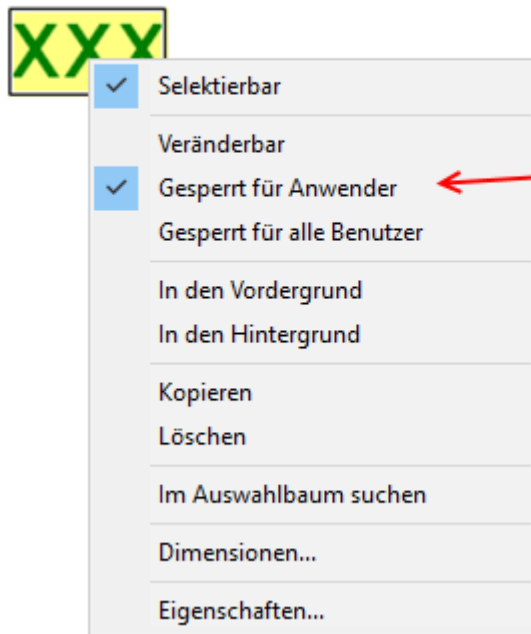 XXX
Selektierbar
Veränderbar
Gesperrt für Anwender
Gesperrt für alle Benutzer
In den Vordergrund
In den Hintergrund
Kopieren
Löschen
Im Auswahlbaum suchen
Dimensionen...
Eigenschaften...